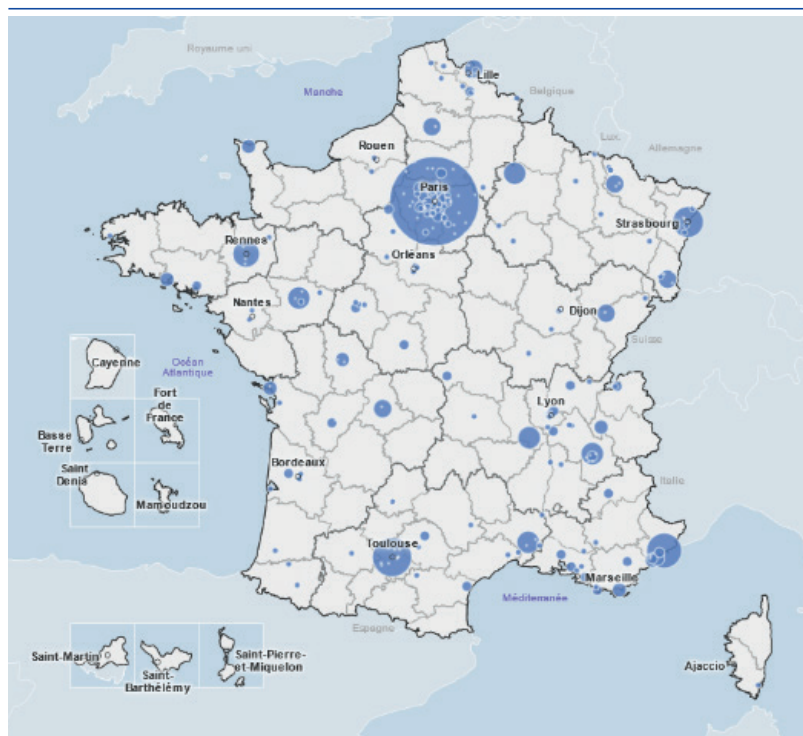 Royaume uni
Lille
Belgique
Manche
Lux.
Allemagne
Rouen
Paris
Strasbourg
Rennes
Orléans
Nantes
Dijon
Suisse
Cayenne
Océan
Atlantique
Fort
de
France
Lyon
Basse
Terre
Saint
Denis
Bordeaux
Italie
Mamoudzou
Toulouse
Marseille
Méditerranée
Espagne
Saint-Martin
Saint-Pierre-
et-Miquelon
Saint-
Barthélémy
Ajaccio